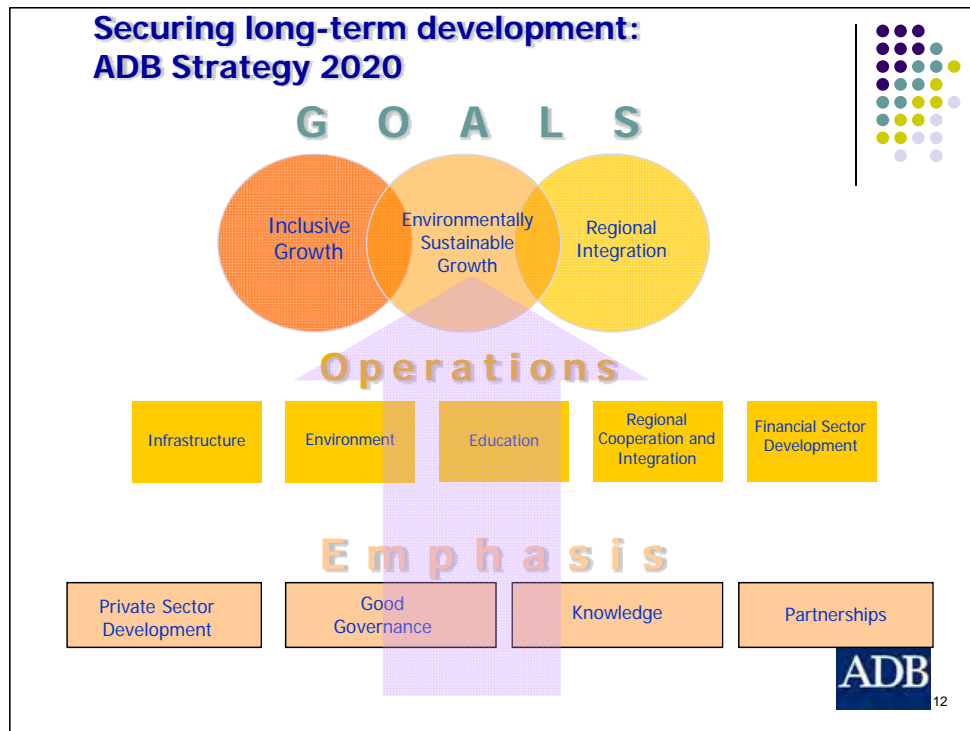 Securing long-term development:
ADB Strategy 2020
G O A L S
Inclusive
Growth
Environmentally
Sustainable
Growth
Regional
Integration
Operations
Infrastructure
Environment
Education
Regional
Cooperation and
Integration
Financial Sector
Development
Emphasis
Private Sector
Development
Good
Governance
Knowledge
Partnerships
ADB
12